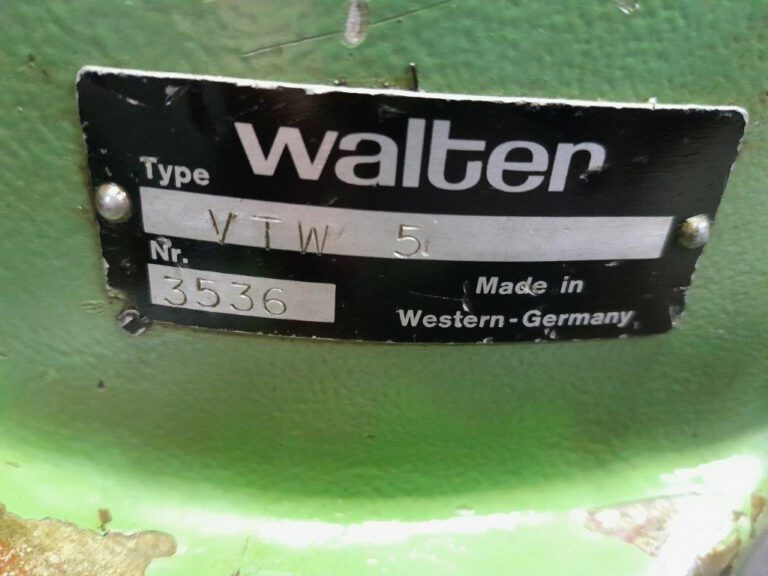 walter
Type
VTW 5
Nr.
3536
Made in
Western-Germany